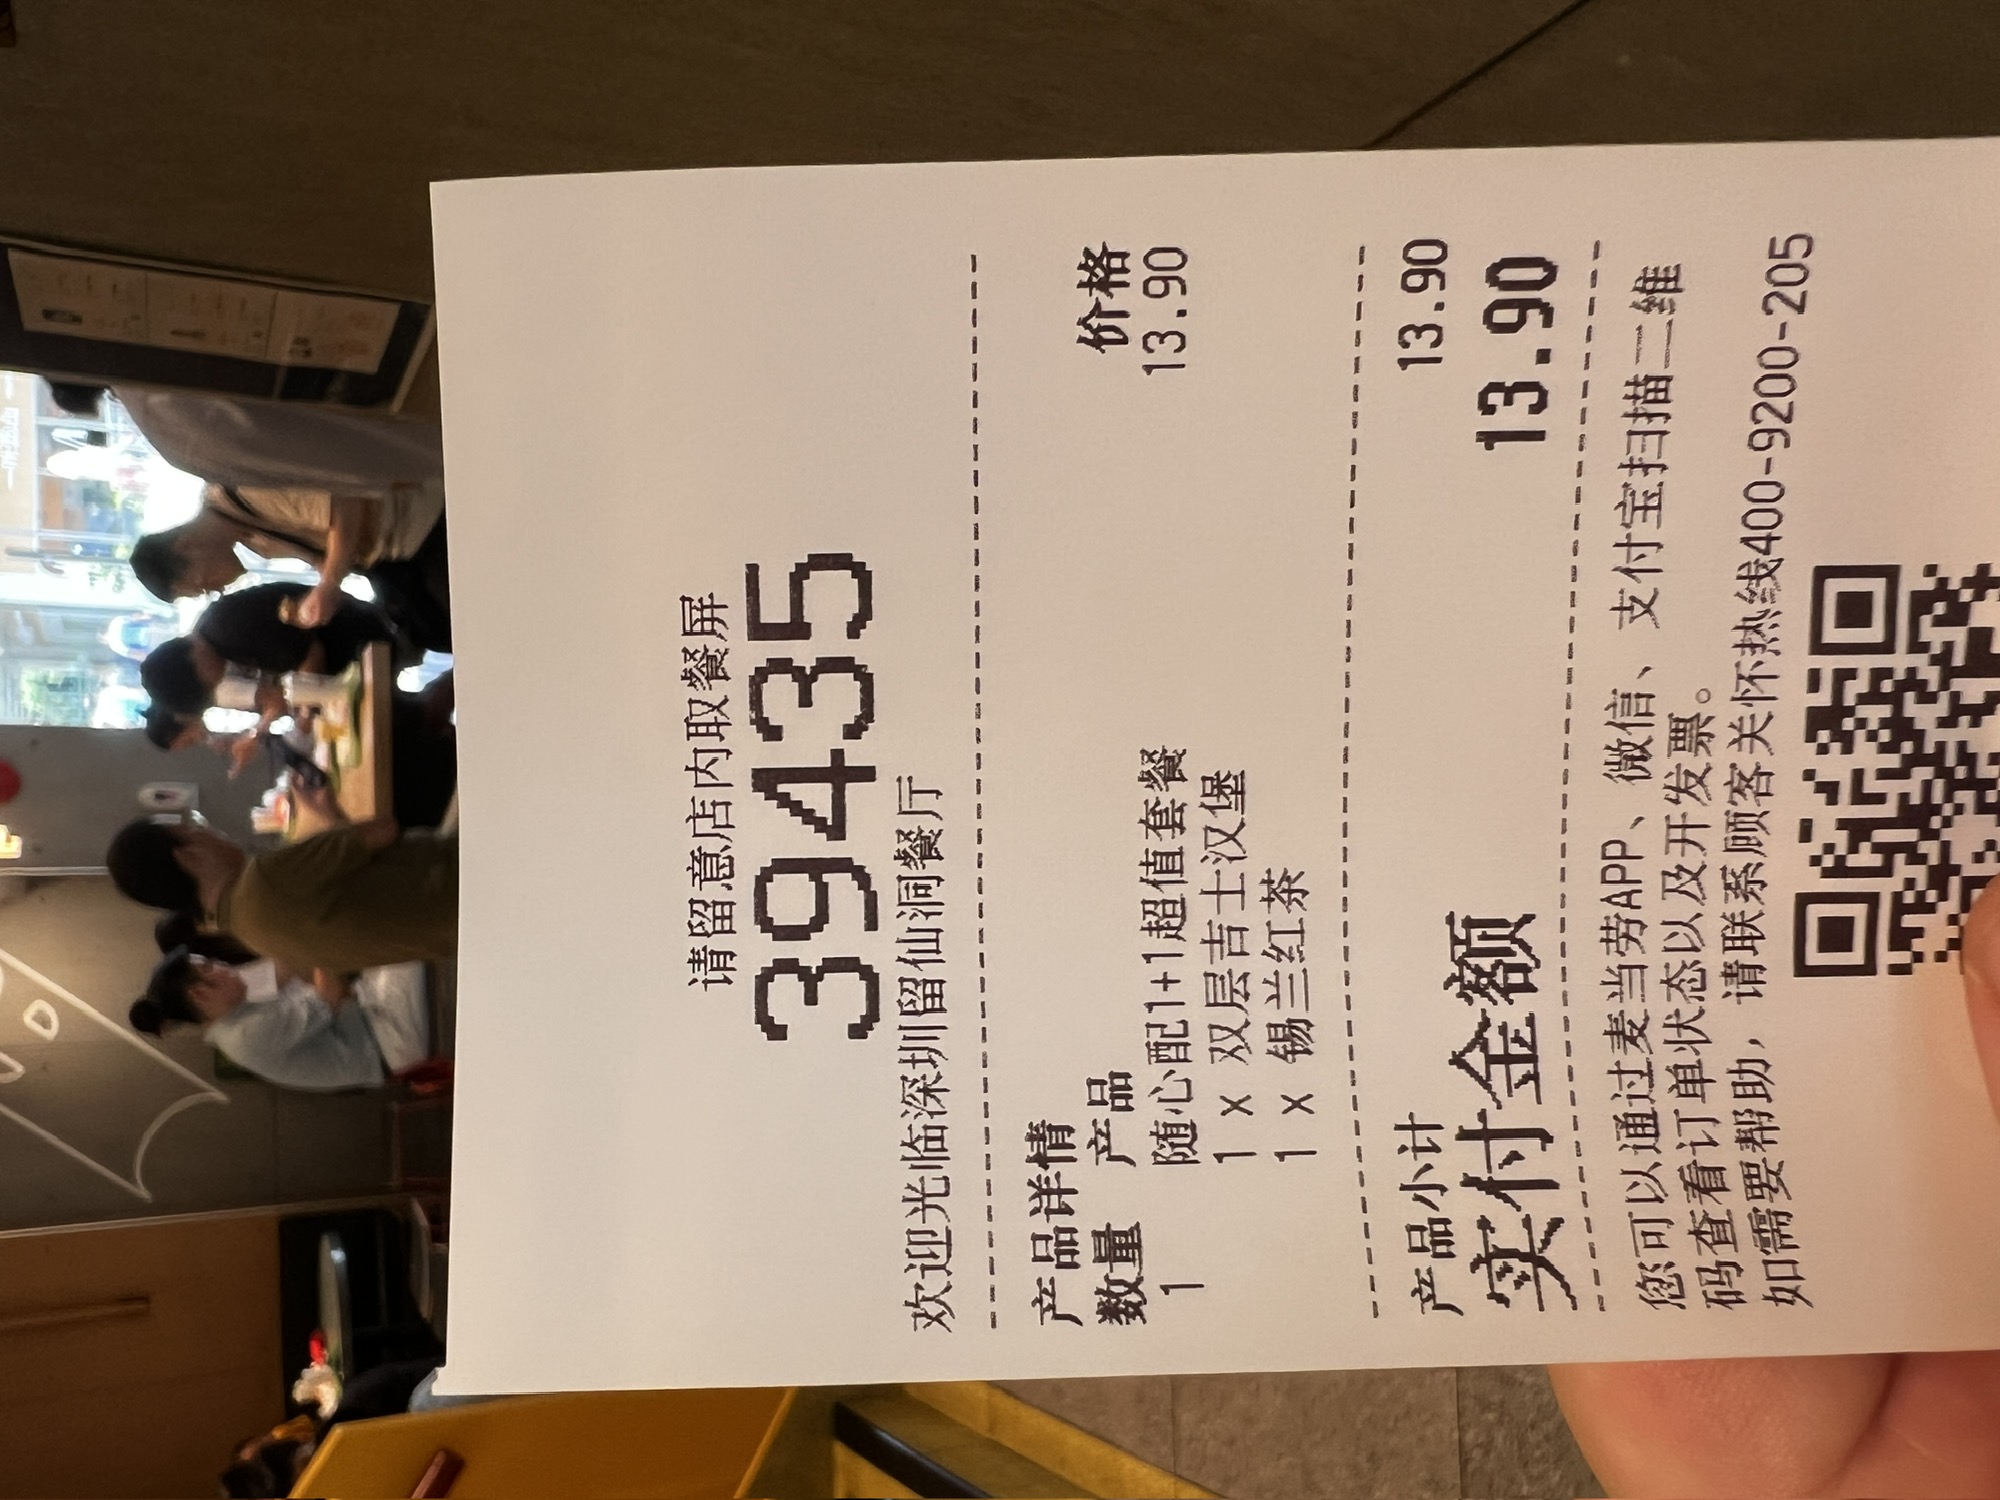 请留意店内取餐屏
39435
欢迎光临深圳留仙洞餐厅
产品详情
数量 产品 价格
1 随心配1+1超值套餐 13.90
1 x 双层吉士汉堡
1 x 锡兰红茶
产品小计 13.90
实付金额 13.90
您可以通过麦当劳APP、微信、支付宝扫描二维
码查看订单状态以及开发票。
如需要帮助，请联系顾客关怀热线400-9200-205